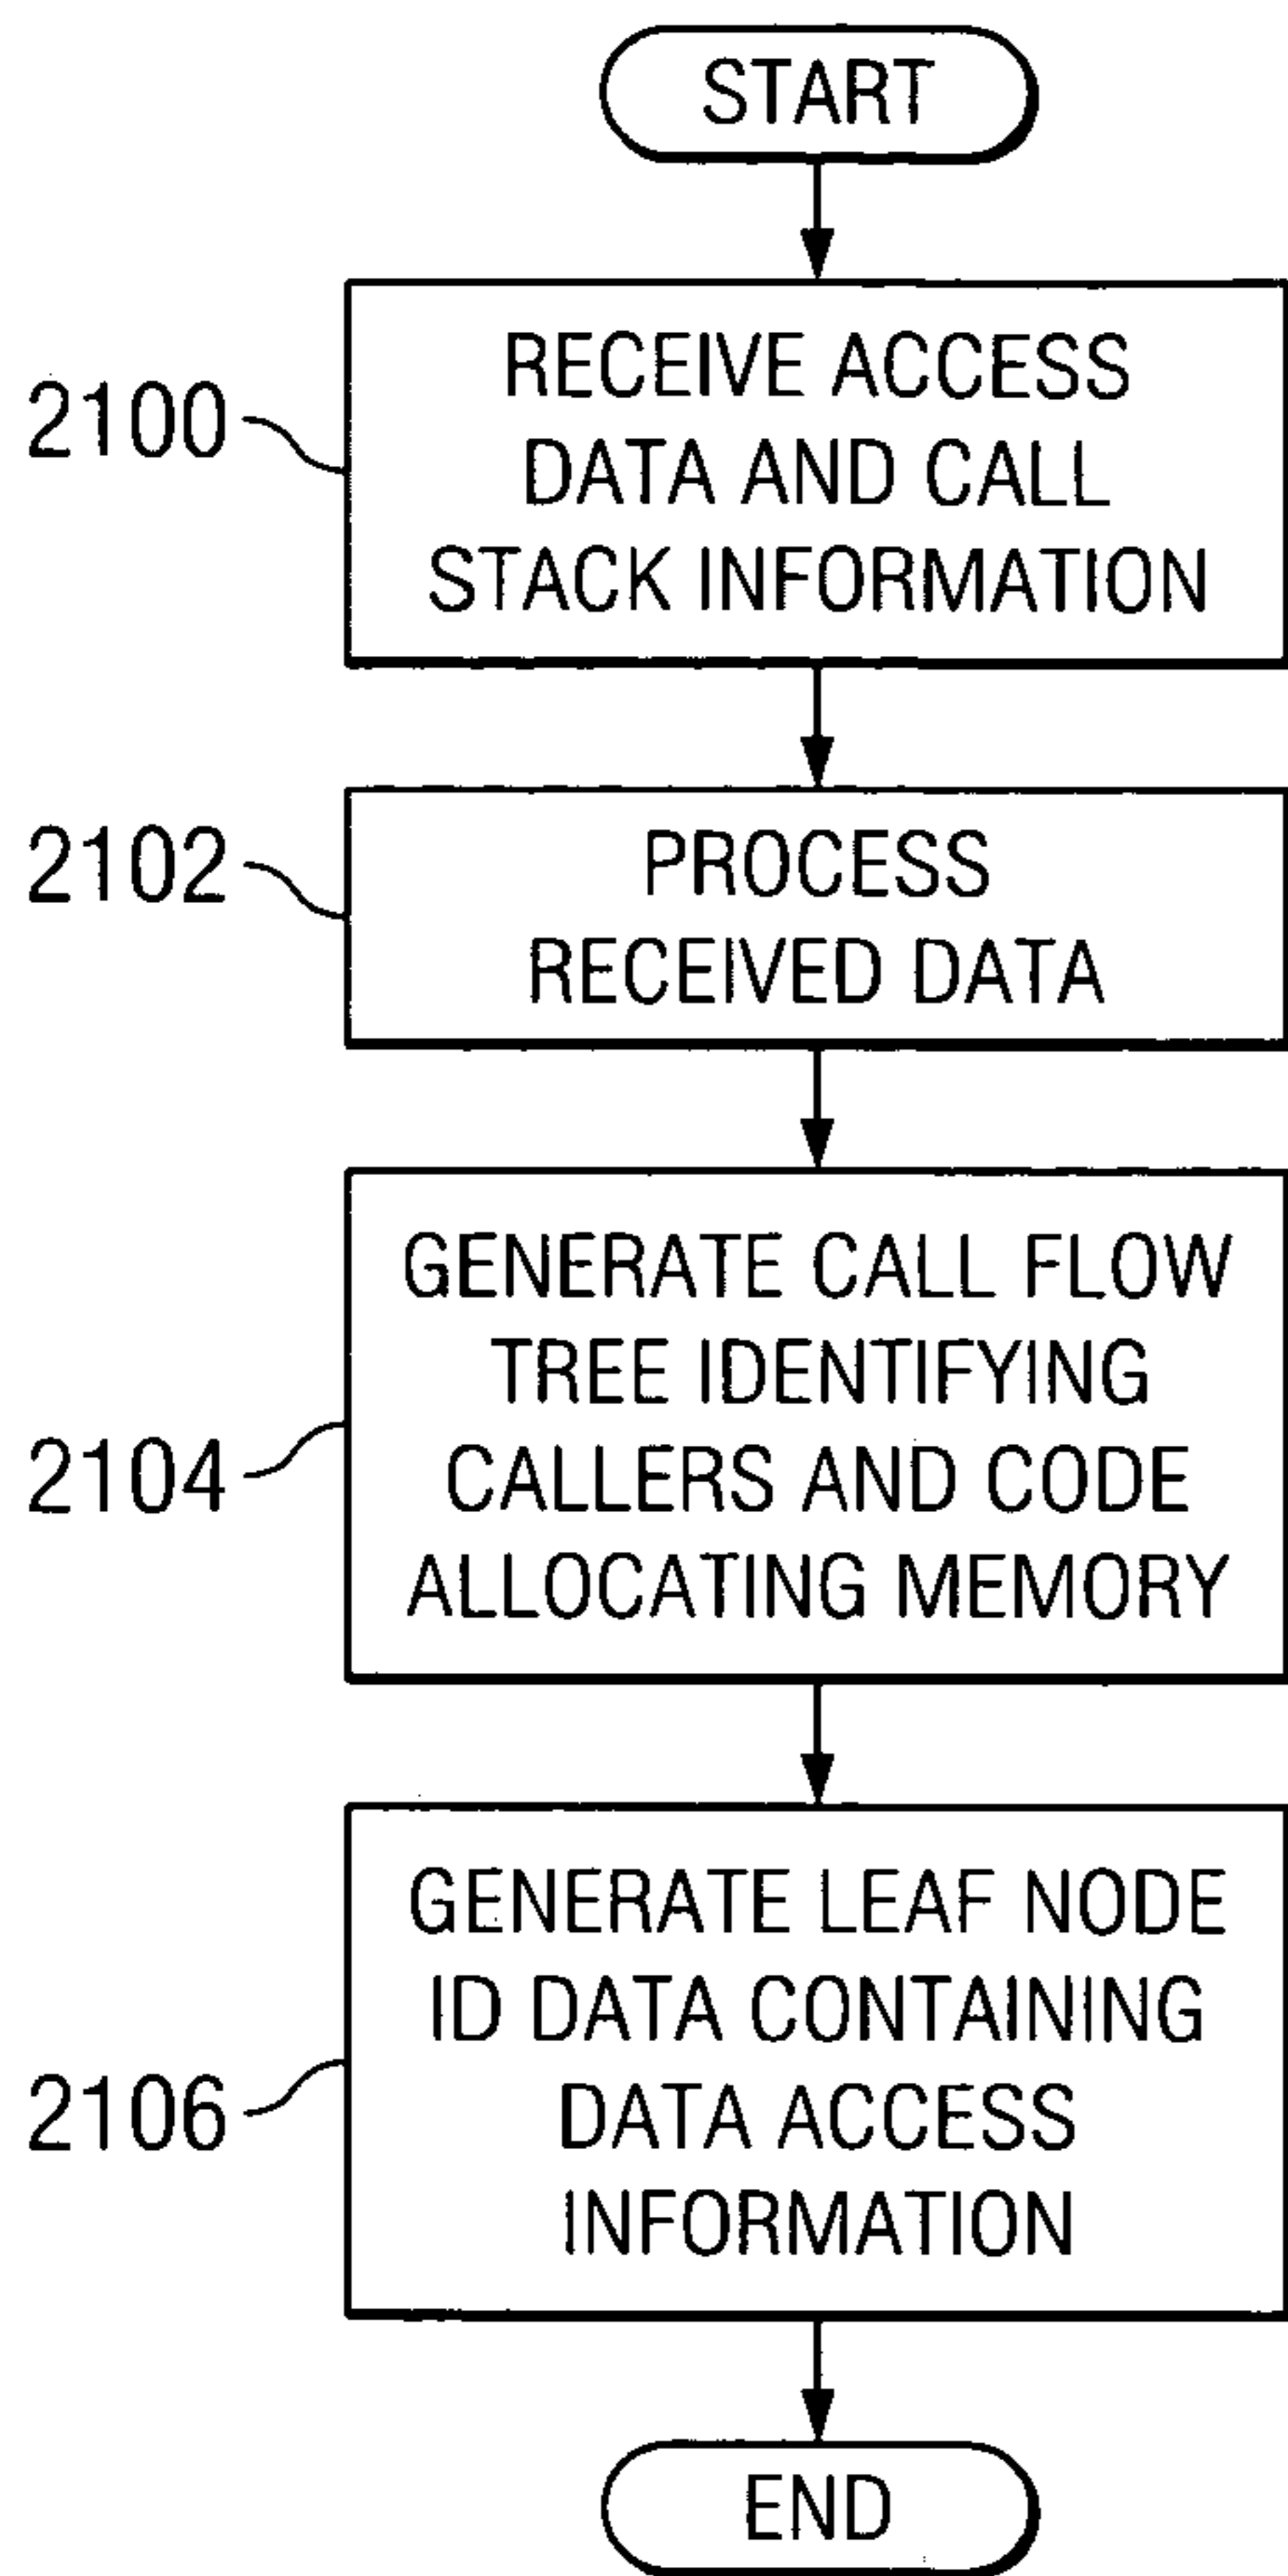 START
2100
RECEIVE ACCESS
DATA AND CALL
STACK INFORMATION
2102
PROCESS
RECEIVED DATA
2104
GENERATE CALL FLOW
TREE IDENTIFYING
CALLERS AND CODE
ALLOCATING MEMORY
2106
GENERATE LEAF NODE
ID DATA CONTAINING
DATA ACCESS
INFORMATION
END